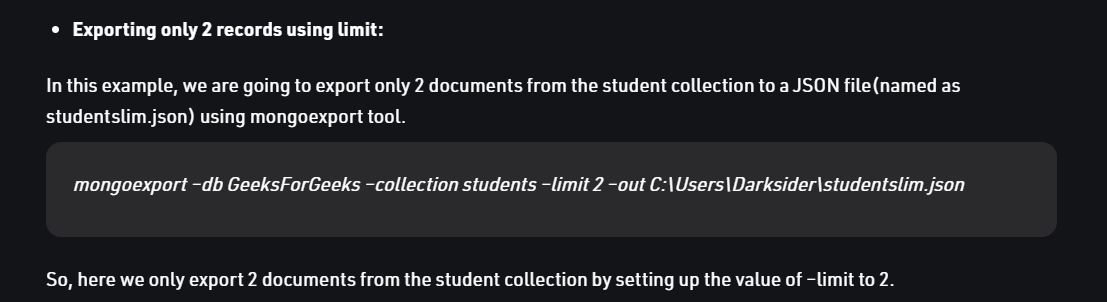 • Exporting only 2 records using limit:
In this example, we are going to export only 2 documents from the student collection to a JSON file(named as
studentslim.json) using mongoexport tool.
mongoexport –db GeeksForGeeks –collection students –limit 2 –out C:\Users\Darksider\studentslim.json
So, here we only export 2 documents from the student collection by setting up the value of –limit to 2.